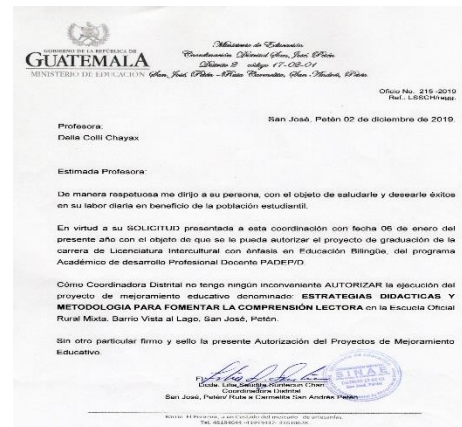 GOBIERNO DE LA REPÚBLICA DE
GUATEMALA
MINISTERIO DE EDUCACIÓN
Ministerio de Educación
Coordinación Distrital San José, Petén
Distrito 2 código 17-02-01
San José, Petén -Ruta Carmelita, San Andrés, Petén
Oficio No. 215 -2019
Ref., LSSCH/regg.
San José, Petén 02 de diciembre de 2019.
Profesora:
Delia Colli Chayax
Estimada Profesora:
De manera respetuosa me dirijo a su persona, con el objeto de saludarle y desearle éxitos
en su labor diaria en beneficio de la población estudiantil.
En virtud a su SOLICITUD presentada a esta coordinación con fecha 06 de enero del
presente año con el objeto de que se le pueda autorizar el proyecto de graduación de la
carrera de Licenciatura Intercultural con énfasis en Educación Bilingüe, del programa
Académico de desarrollo Profesional Docente PADEP/D.
Cómo Coordinadora Distrital no tengo ningún inconveniente AUTORIZAR la ejecución del
proyecto de mejoramiento educativo denominado: ESTRATEGIAS DIDACTICAS Y
METODOLOGIA PARA FOMENTAR LA COMPRENSIÓN LECTORA en la Escuela Oficial
Rural Mixta. Barrio Vista al Lago, San José, Petén.
Sin otro particular firmo y sello la presente Autorización del Proyectos de Mejoramiento
Educativo.
F)
Licda. Lilia Saudita Suntecun Chan
Coordinadora Distrital
San José, Petén/ Ruta a Carmelita San Andrés Petén
SINAE